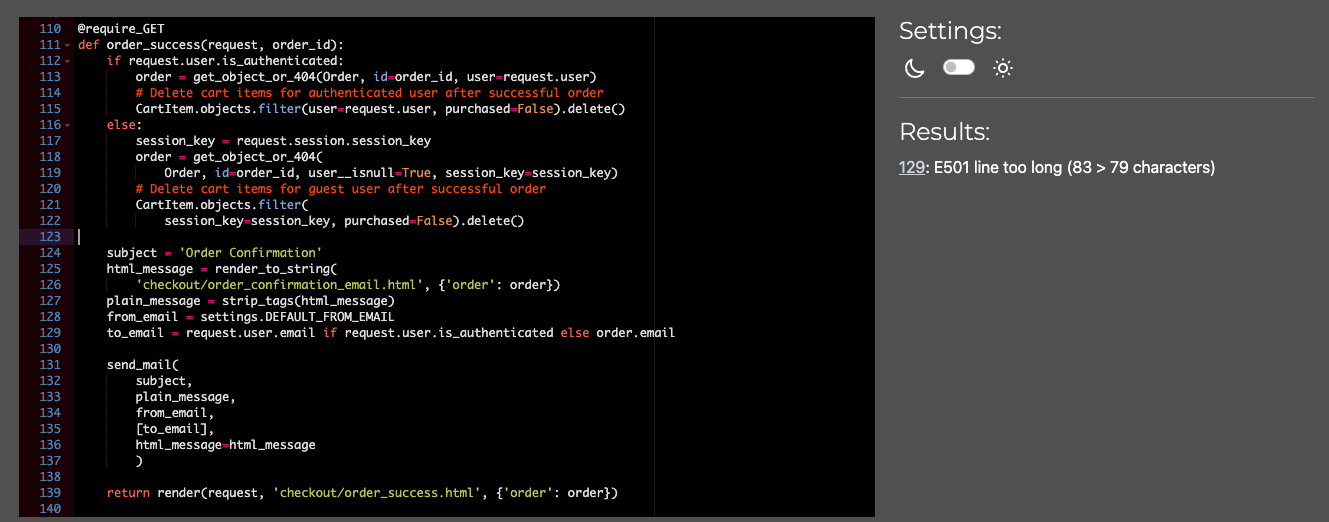 110 @require_GET
111 def order_success(request, order_id):
112     if request.user.is_authenticated:
113         order = get_object_or_404(Order, id=order_id, user=request.user)
114         # Delete cart items for authenticated user after successful order
115         CartItem.objects.filter(user=request.user, purchased=False).delete()
116     else:
117         session_key = request.session.session_key
118         order = get_object_or_404(
119             Order, id=order_id, user__isnull=True, session_key=session_key)
120         # Delete cart items for guest user after successful order
121         CartItem.objects.filter(
122             session_key=session_key, purchased=False).delete()
123
124     subject = 'Order Confirmation'
125     html_message = render_to_string(
126         'checkout/order_confirmation_email.html', {'order': order})
127     plain_message = strip_tags(html_message)
128     from_email = settings.DEFAULT_FROM_EMAIL
129     to_email = request.user.email if request.user.is_authenticated else order.email
130
131     send_mail(
132         subject,
133         plain_message,
134         from_email,
135         [to_email],
136         html_message=html_message
137         )
138
139     return render(request, 'checkout/order_success.html', {'order': order})
140
Settings:
Results:
129: E501 line too long (83 > 79 characters)